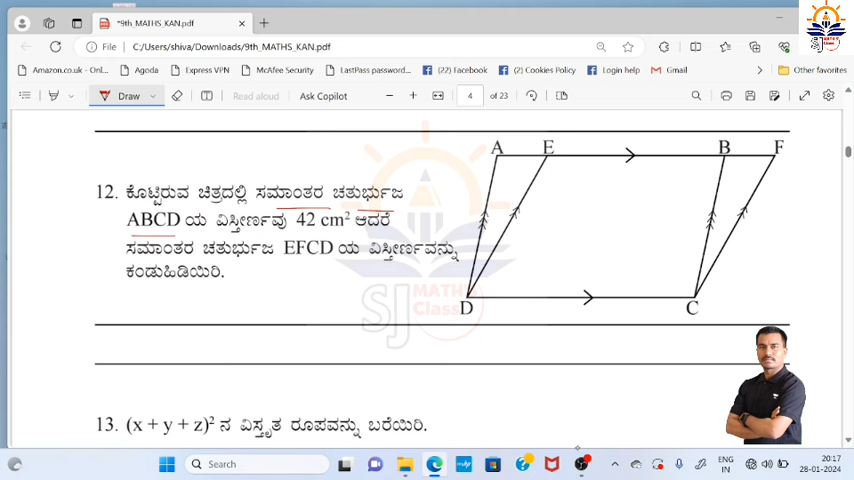 *9th_MATHS_KAN.pdf
File
C:/Users/shiva/Downloads/9th_MATHS_KAN.pdf
Amazon.co.uk - Onl...
Agoda
Express VPN
McAfee Security
LastPass password...
(22) Facebook
(2) Cookies Policy
Login help
Gmail
Other favorites
Draw
Read aloud
Ask Copilot
4 of 23
SJ MATHS Class
A E B F
12. ಕೊಟ್ಟಿರುವ ಚಿತ್ರದಲ್ಲಿ ಸಮಾಂತರ ಚತುರ್ಭುಜ
ABCD ಯ ವಿಸ್ತೀರ್ಣವು 42 cm² ಆದರೆ
ಸಮಾಂತರ ಚತುರ್ಭುಜ EFCD ಯ ವಿಸ್ತೀರ್ಣವನ್ನು
ಕಂಡುಹಿಡಿಯಿರಿ.
D C
SJ MATHS Class
13. (x + y + z)² ನ ವಿಸ್ತೃತ ರೂಪವನ್ನು ಬರೆಯಿರಿ.
Search
ENG
IN
20:17
28-01-2024